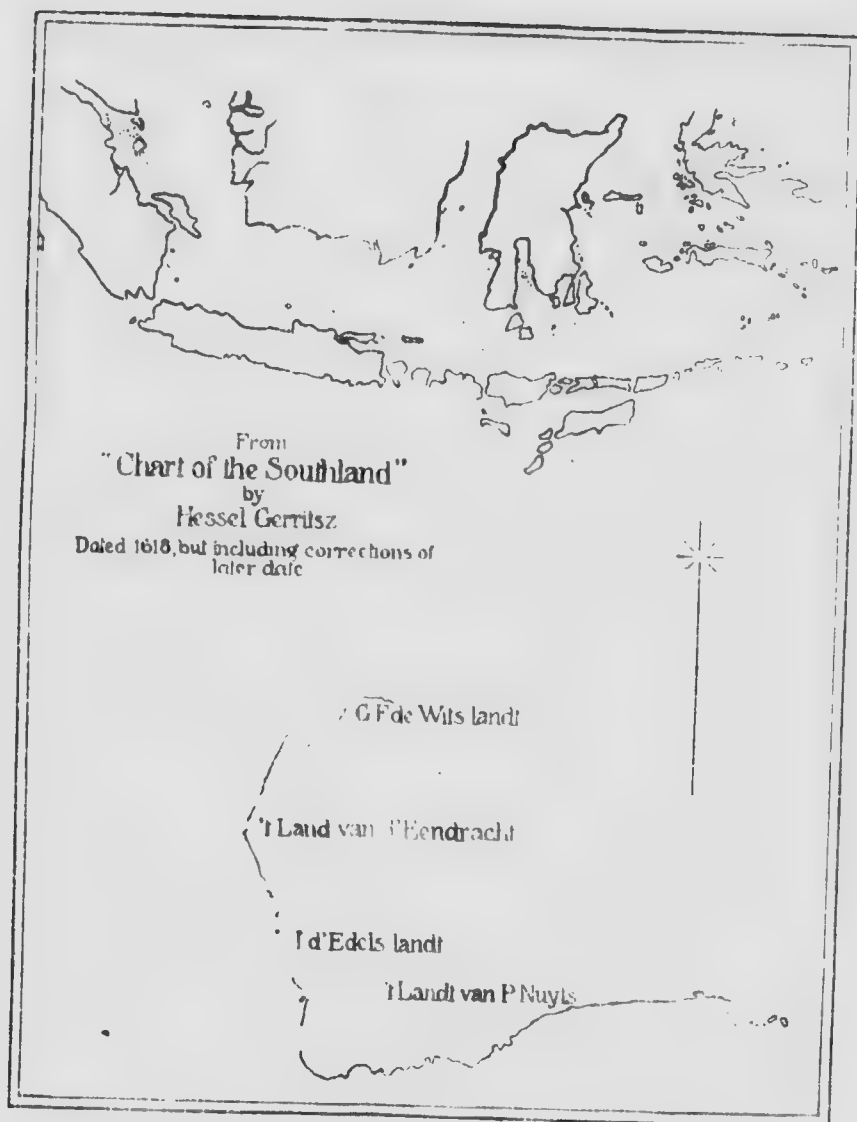 From
"Chart of the Southland"
by
Hessel Gerritsz
Dated 1618, but including corrections of
later date
G F de Wits landt
't Land van d'Eendracht
I d'Edels landt
't Landt van P Nuyts